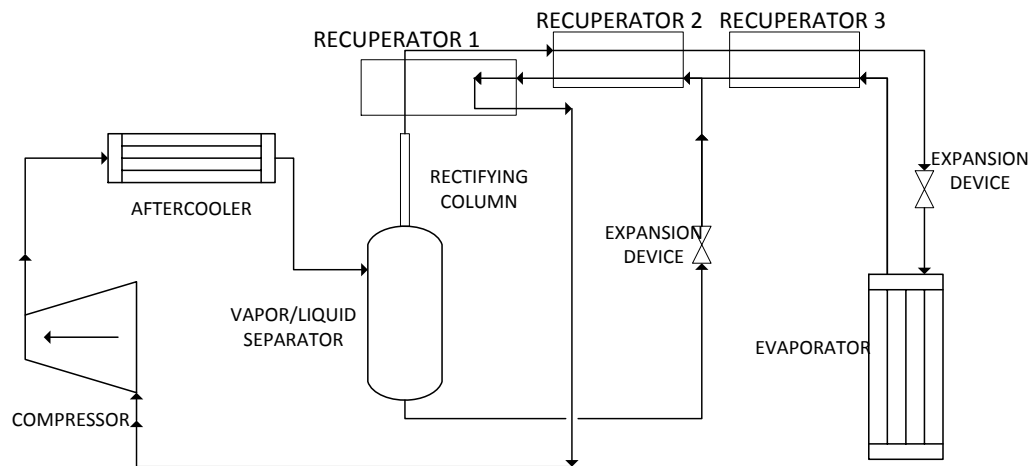 RECUPERATOR 1
RECUPERATOR 2
RECUPERATOR 3
AFTERCOOLER
RECTIFYING
COLUMN
EXPANSION
DEVICE
EXPANSION
DEVICE
VAPOR/LIQUID
SEPARATOR
EVAPORATOR
COMPRESSOR